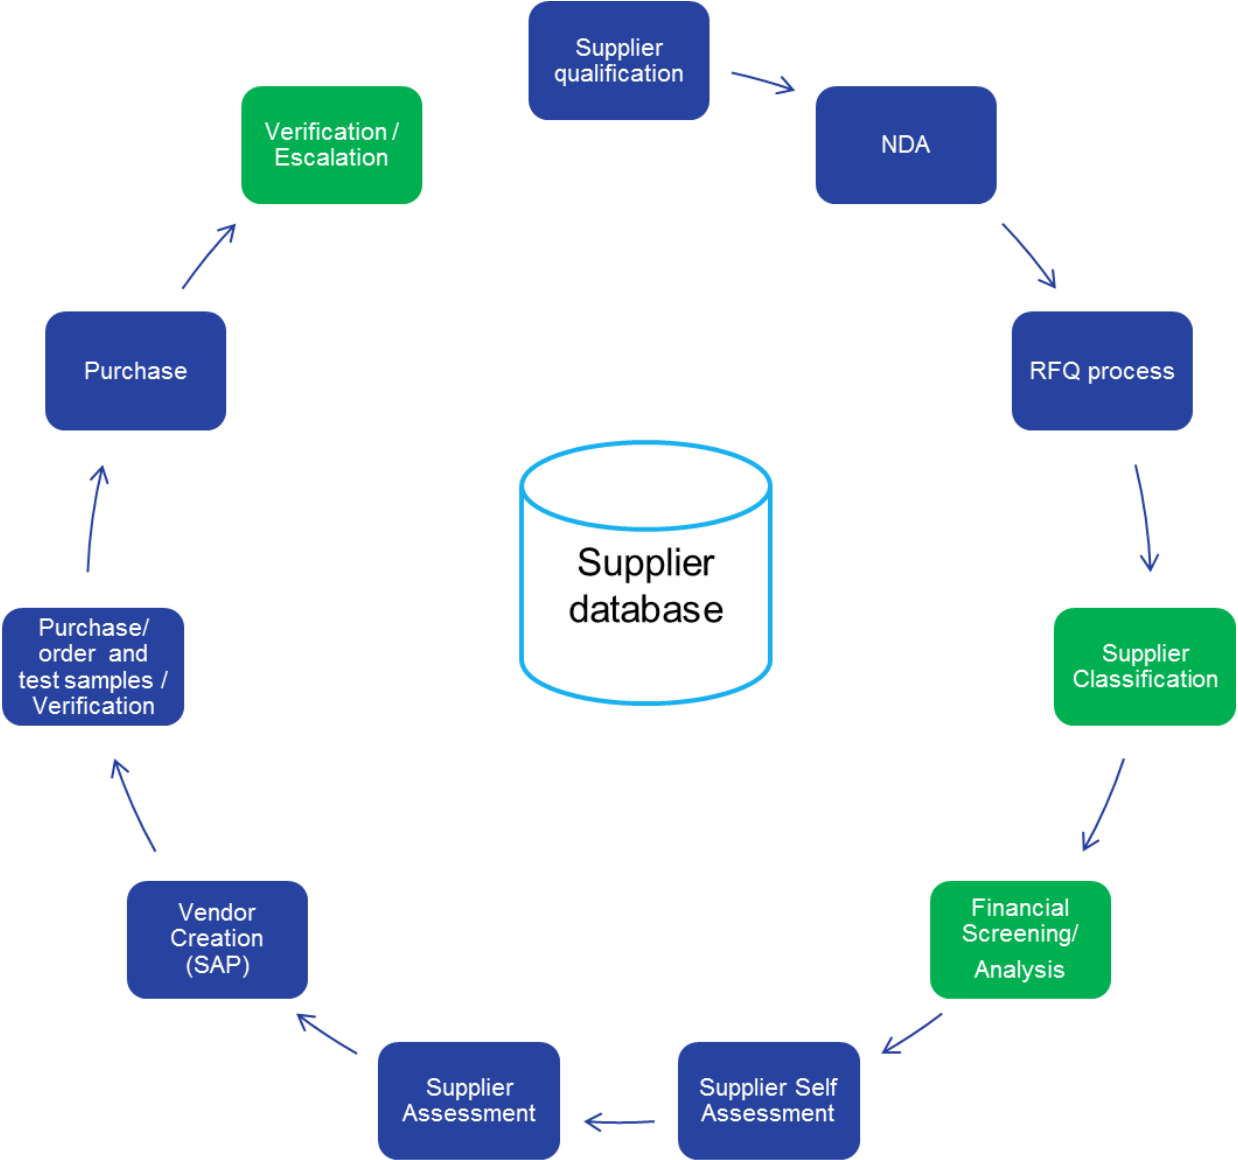 Supplier
qualification
NDA
RFQ process
Supplier
Classification
Financial
Screening/
Analysis
Supplier Self
Assessment
Supplier
Assessment
Vendor
Creation
(SAP)
Purchase/
order and
test samples /
Verification
Purchase
Verification /
Escalation
Supplier
database